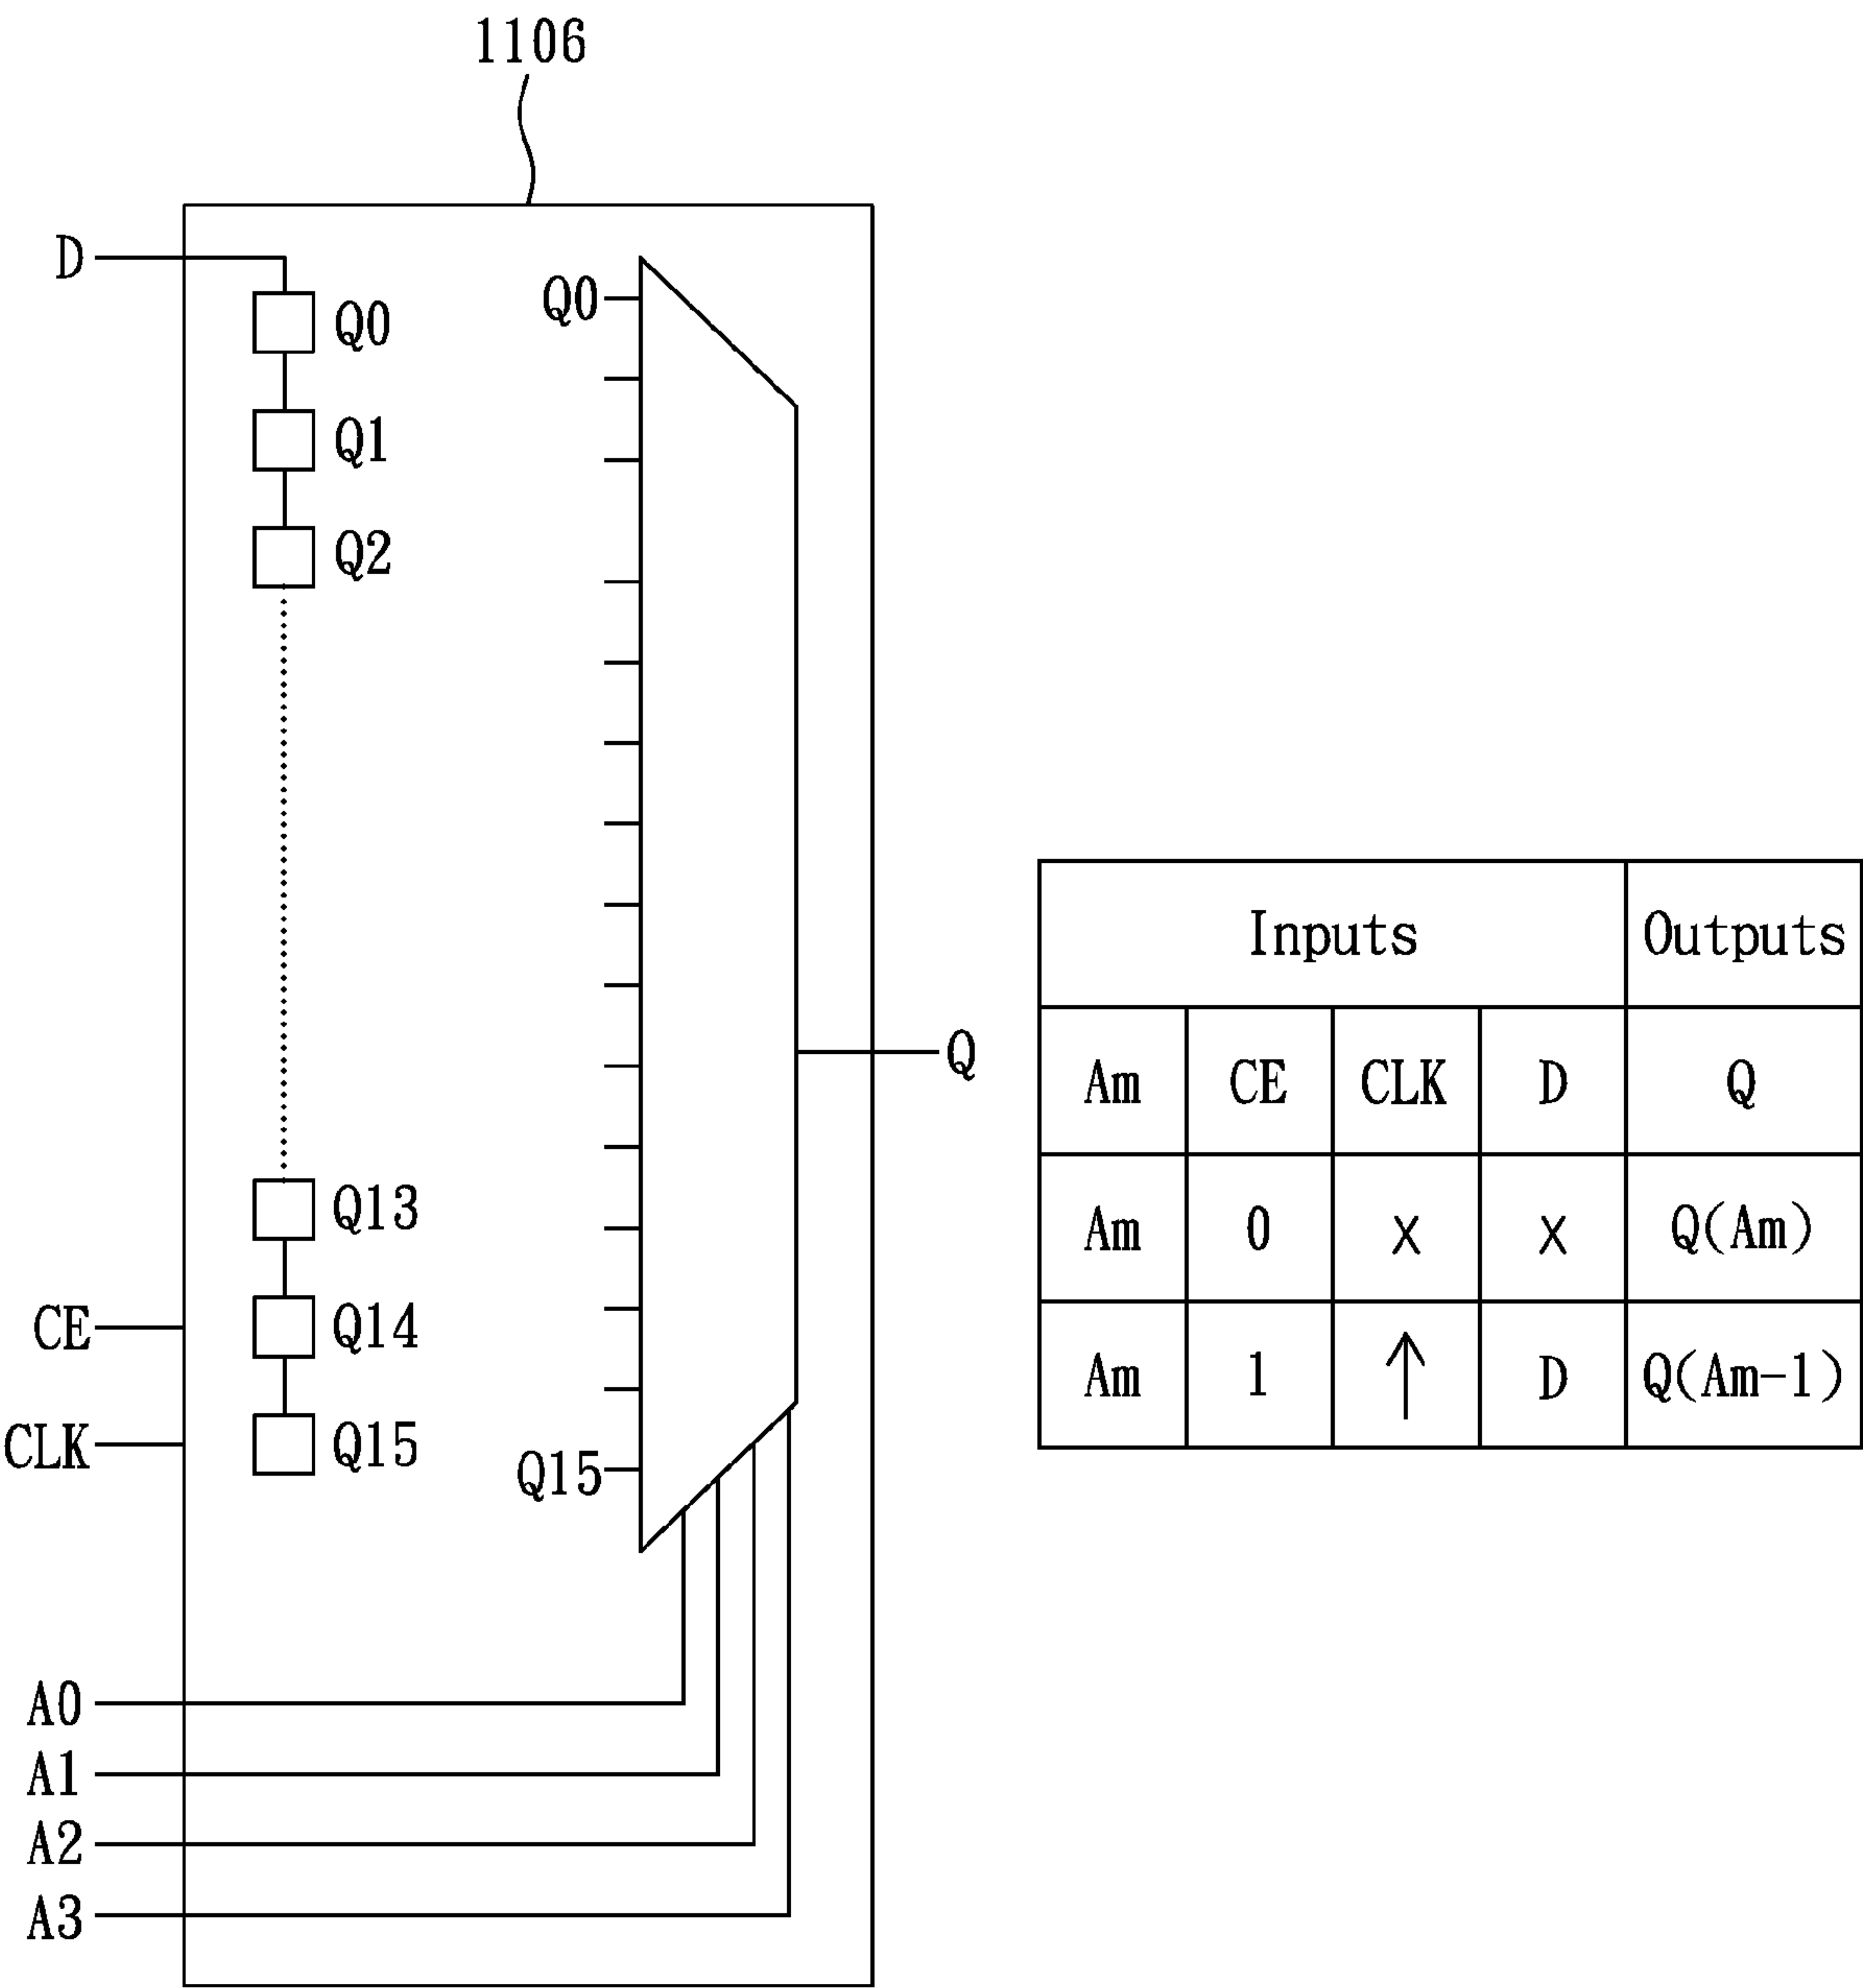 1106
D
Q0
Q1
Q2
Q13
Q14
Q15
CE
CLK
A0
A1
A2
A3
Q0
Q15
Q
Inputs Outputs
Am CE CLK D Q
Am 0 X X Q(Am)
Am 1 ↑ D Q(Am-1)